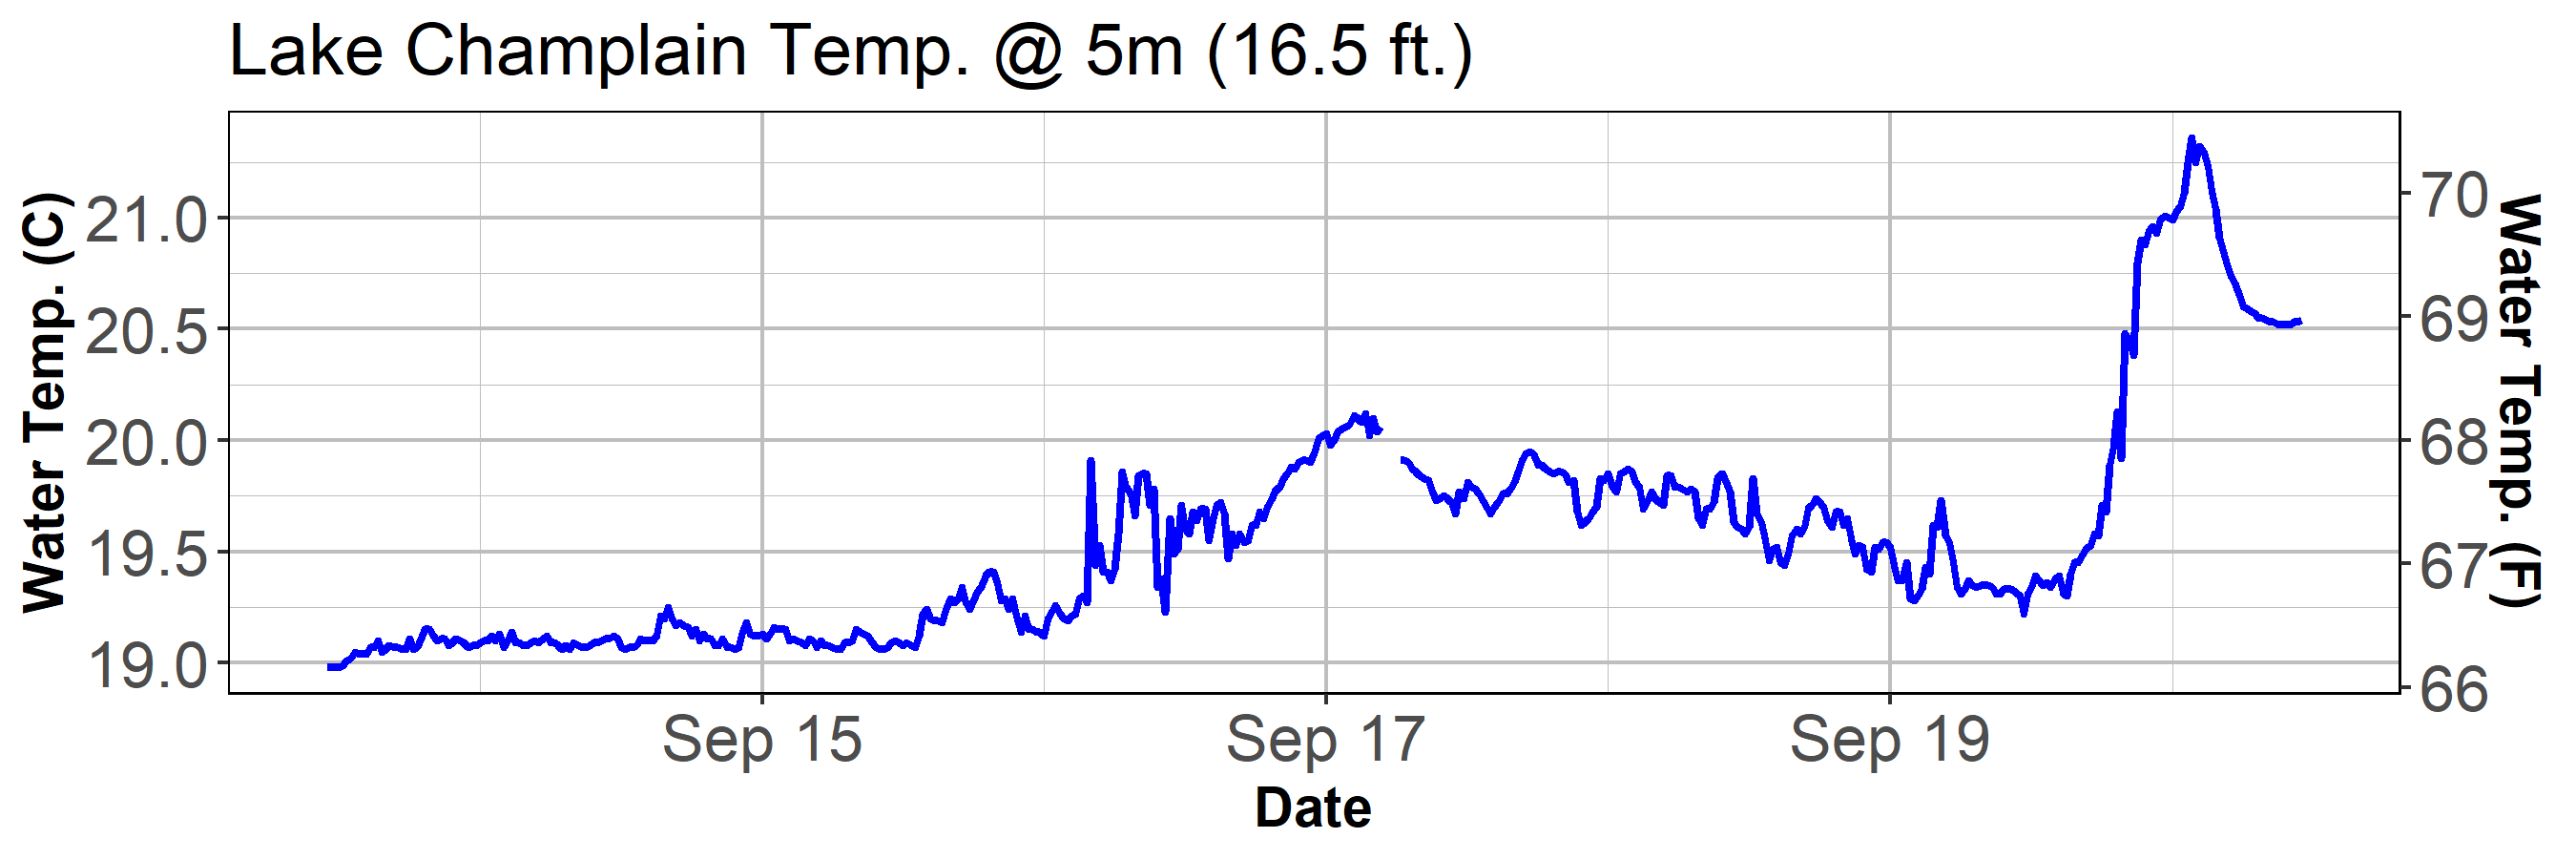 Lake Champlain Temp. @ 5m (16.5 ft.)
Water Temp. (C)
21.0
20.5
20.0
19.5
19.0
70
69
68
67
66
Water Temp. (F)
Sep 15
Sep 17
Sep 19
Date